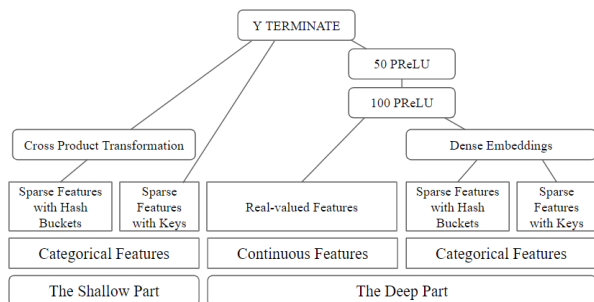 Y TERMINATE
50 PReLU
100 PReLU
Cross Product Transformation
Dense Embeddings
Sparse Features
with Hash
Buckets
Sparse
Features
with Keys
Real-valued Features
Sparse Features
with Hash
Buckets
Sparse
Features
with Keys
Categorical Features
Continuous Features
Categorical Features
The Shallow Part
The Deep Part